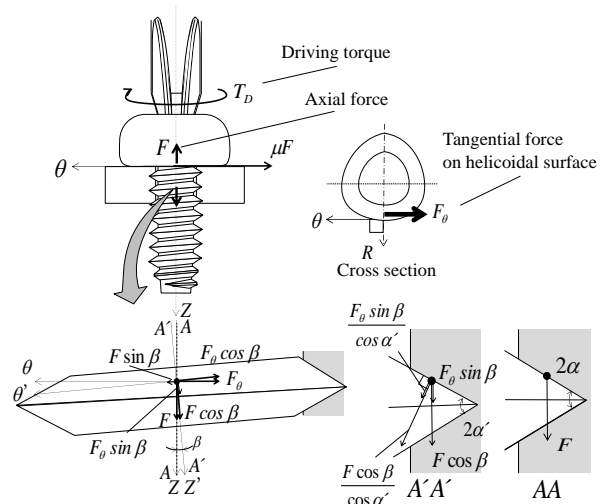 Driving torque
T_D
Axial force
F
μF
θ
Tangential force
on helicoidal surface
θ
F_θ
R
Cross section
Z
A′ A
F sin β
F_θ cos β
θ
F_θ
θ'
F cos β
F_θ sin β
β
A A′
Z Z'
F_θ sin β
cos α′
F_θ sin β
2α′
F cos β
F cos β
cos α′
A′A′
2α
F
AA